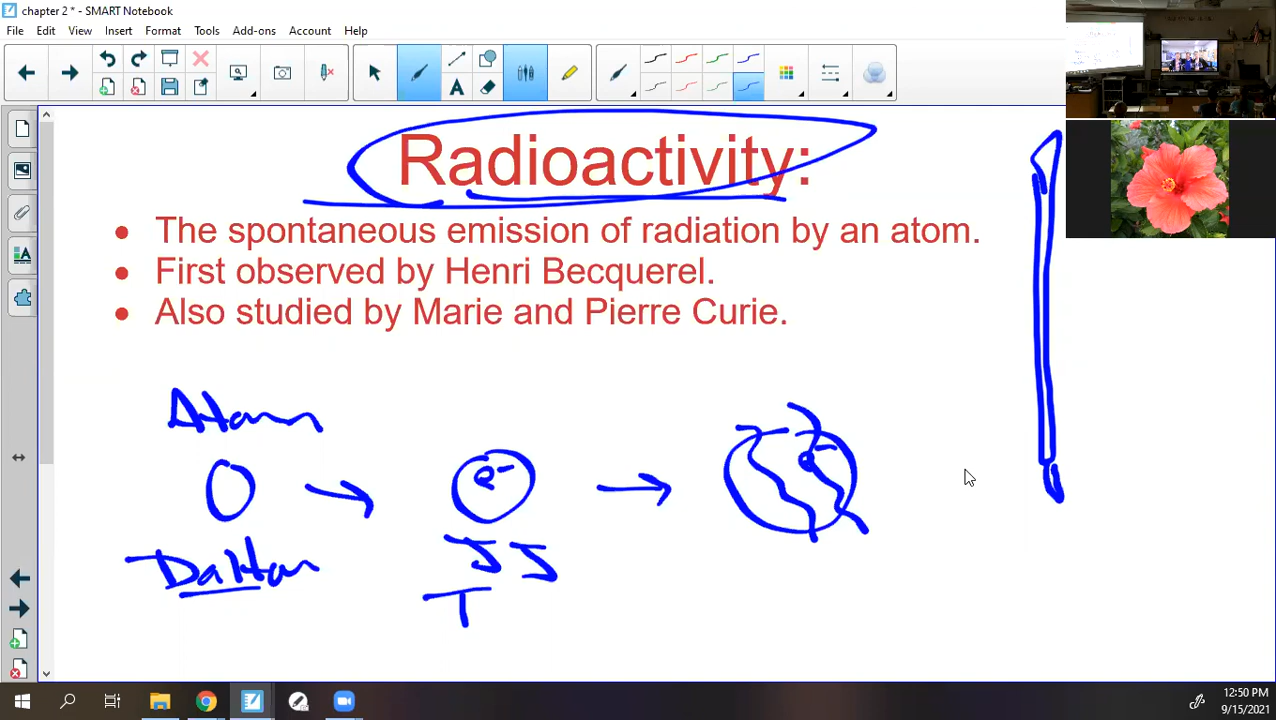 chapter 2 * - SMART Notebook
File Edit View Insert Format Tools Add-ons Account Help
Radioactivity:
• The spontaneous emission of radiation by an atom.
• First observed by Henri Becquerel.
• Also studied by Marie and Pierre Curie.
Atom
e-
Dalton
JJ
T
12:50 PM
9/15/2021